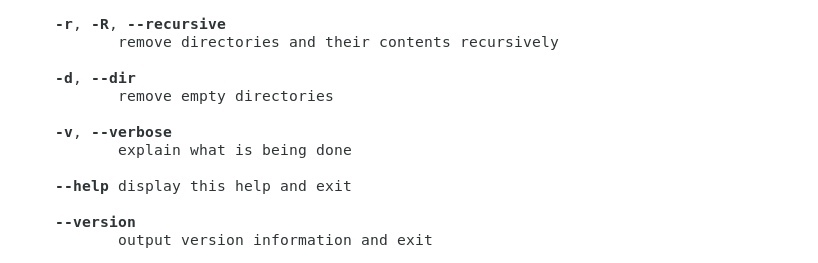 -r, -R, --recursive
remove directories and their contents recursively
-d, --dir
remove empty directories
-v, --verbose
explain what is being done
--help display this help and exit
--version
output version information and exit